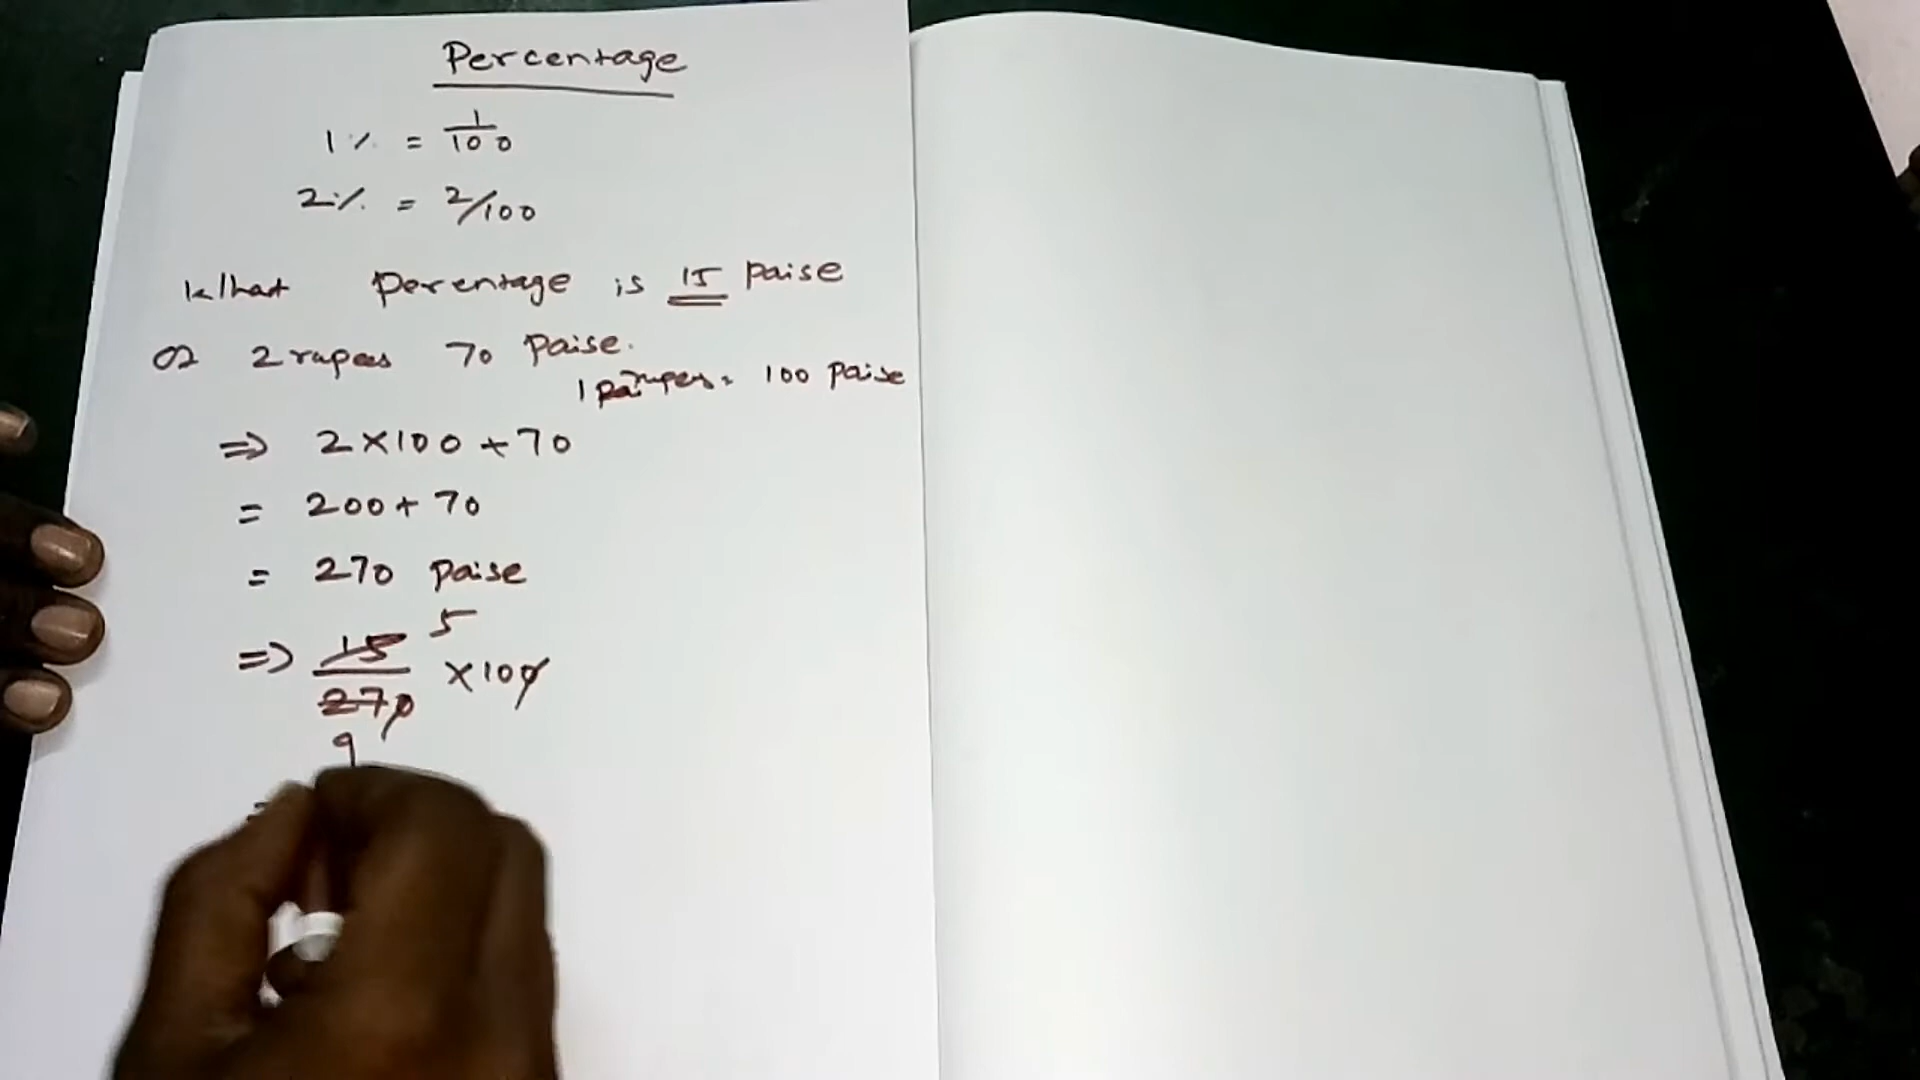 Percentage
1% = 1/100
2% = 2/100
What Perentage is 15 Paise
of 2 rupees 70 Paise.
1 rupees = 100 Paise
⇒ 2×100+70
= 200+70
= 270 Paise
5
⇒ 15/270 ×100
9
=